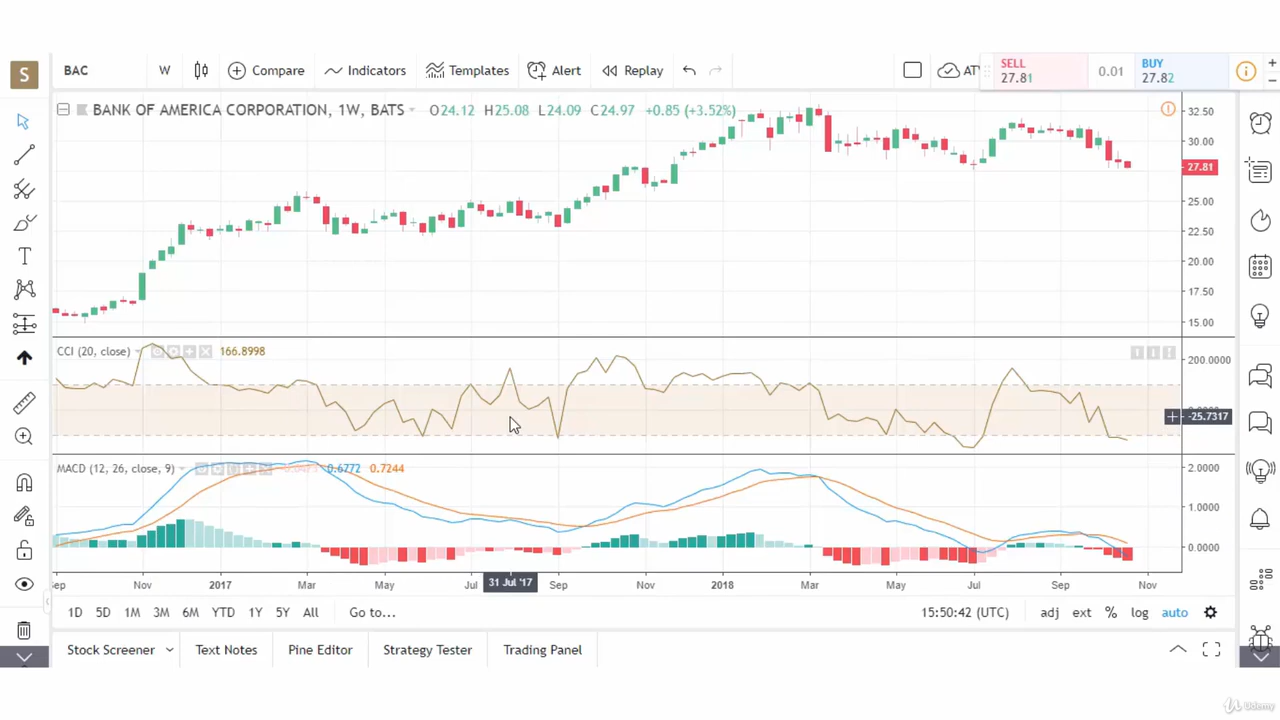 S BAC W Compare Indicators Templates Alert Replay AT SELL 27.81 0.01 BUY 27.82
BANK OF AMERICA CORPORATION, 1W, BATS O24.12 H25.08 L24.09 C24.97 +0.85 (+3.52%)
32.50
30.00
27.81
25.00
22.50
20.00
17.50
15.00
CCI (20, close) 166.8998
200.0000
-25.7317
MACD (12, 26, close, 9) 0.6772 0.7244
2.0000
1.0000
0.0000
Sep Nov 2017 Mar May Jul 31 Jul '17 Sep Nov 2018 Mar May Jul Sep Nov
1D 5D 1M 3M 6M YTD 1Y 5Y All Go to... 15:50:42 (UTC) adj ext % log auto
Stock Screener Text Notes Pine Editor Strategy Tester Trading Panel
Udemy